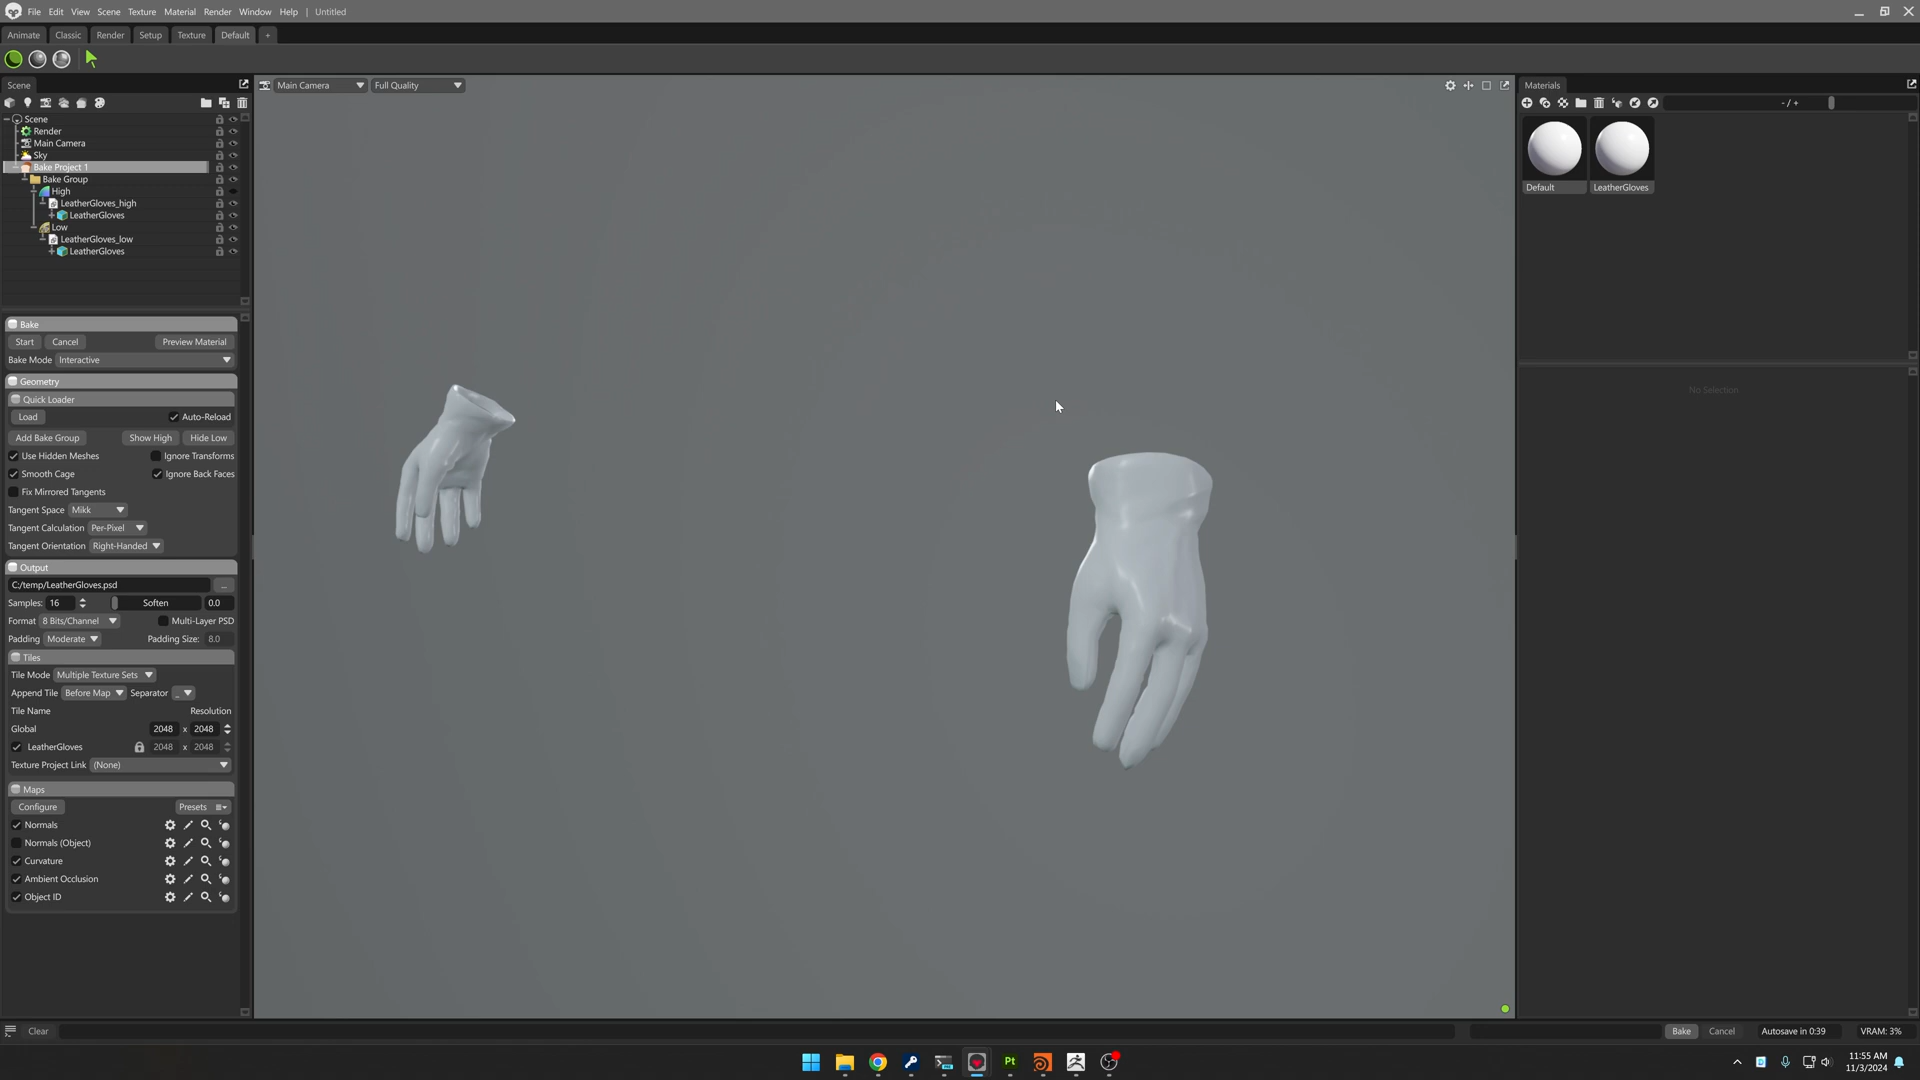 File Edit View Scene Texture Material Render Window Help | Untitled
Animate Classic Render Setup Texture Default +
Scene
Main Camera Full Quality
Materials
- / +
Scene
Render
Main Camera
Sky
Bake Project 1
Bake Group
High
LeatherGloves_high
LeatherGloves
Low
LeatherGloves_low
LeatherGloves
Default LeatherGloves
No Selection
Bake
Start Cancel Preview Material
Bake Mode Interactive
Geometry
Quick Loader
Load Auto-Reload
Add Bake Group Show High Hide Low
Use Hidden Meshes Ignore Transforms
Smooth Cage Ignore Back Faces
Fix Mirrored Tangents
Tangent Space Mikk
Tangent Calculation Per-Pixel
Tangent Orientation Right-Handed
Output
C:/temp/LeatherGloves.psd ...
Samples: 16 Soften 0.0
Format 8 Bits/Channel Multi-Layer PSD
Padding Moderate Padding Size: 8.0
Tiles
Tile Mode Multiple Texture Sets
Append Tile Before Map Separator _
Tile Name Resolution
Global 2048 x 2048
LeatherGloves 2048 x 2048
Texture Project Link (None)
Maps
Configure Presets
Normals
Normals (Object)
Curvature
Ambient Occlusion
Object ID
Clear Bake Cancel Autosave in 0:39 VRAM: 3%
Pt
11:55 AM
11/3/2024